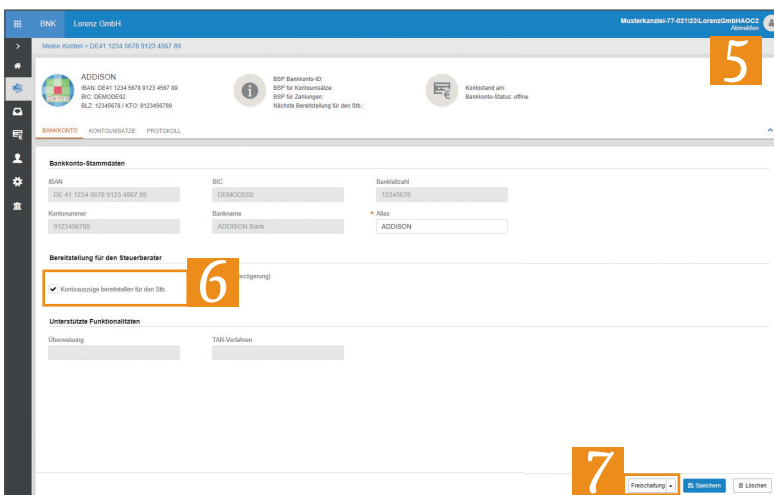 BNK Lorenz GmbH
Musterkanzlei-77-021\23\LorenzGmbHAOC2
Abmelden
5
Meine Konten > DE41 1234 5678 9123 4567 89
ADDISON
IBAN: DE41 1234 5678 9123 4567 89
BIC: DEMODE02
BLZ: 12345678 / KTO: 9123456789
BSP Bankkonto-ID:
BSP für Kontoumsätze:
BSP für Zahlungen:
Nächste Bereitstellung für den Stb.:
Kontostand am:
Bankkonto-Status: offline
BANKKONTO KONTOUMSÄTZE PROTOKOLL
Bankkonto-Stammdaten
IBAN BIC Bankleitzahl
DE 41 1234 5678 9123 4567 89 DEMODE02 12345678
Kontonummer Bankname * Alias
9123456789 ADDISON Bank ADDISON
Bereitstellung für den Steuerberater
6
Kontoauszüge bereitstellen für den Stb.
Unterstützte Funktionalitäten
Überweisung TAN-Verfahren
7
Freischaltung Speichern Löschen